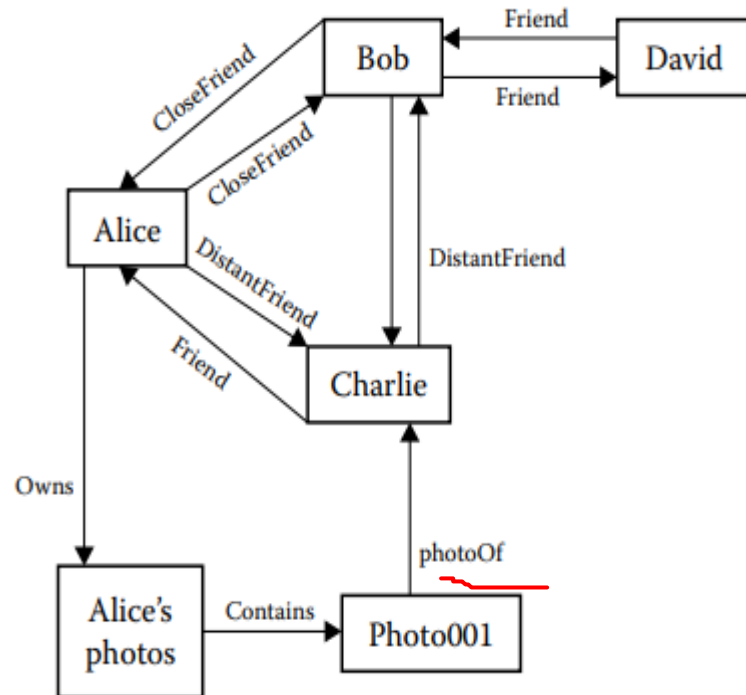 Friend
Bob
David
Friend
CloseFriend
CloseFriend
Alice
DistantFriend
DistantFriend
Friend
Charlie
Owns
photoOf
Alice's
photos
Contains
Photo001